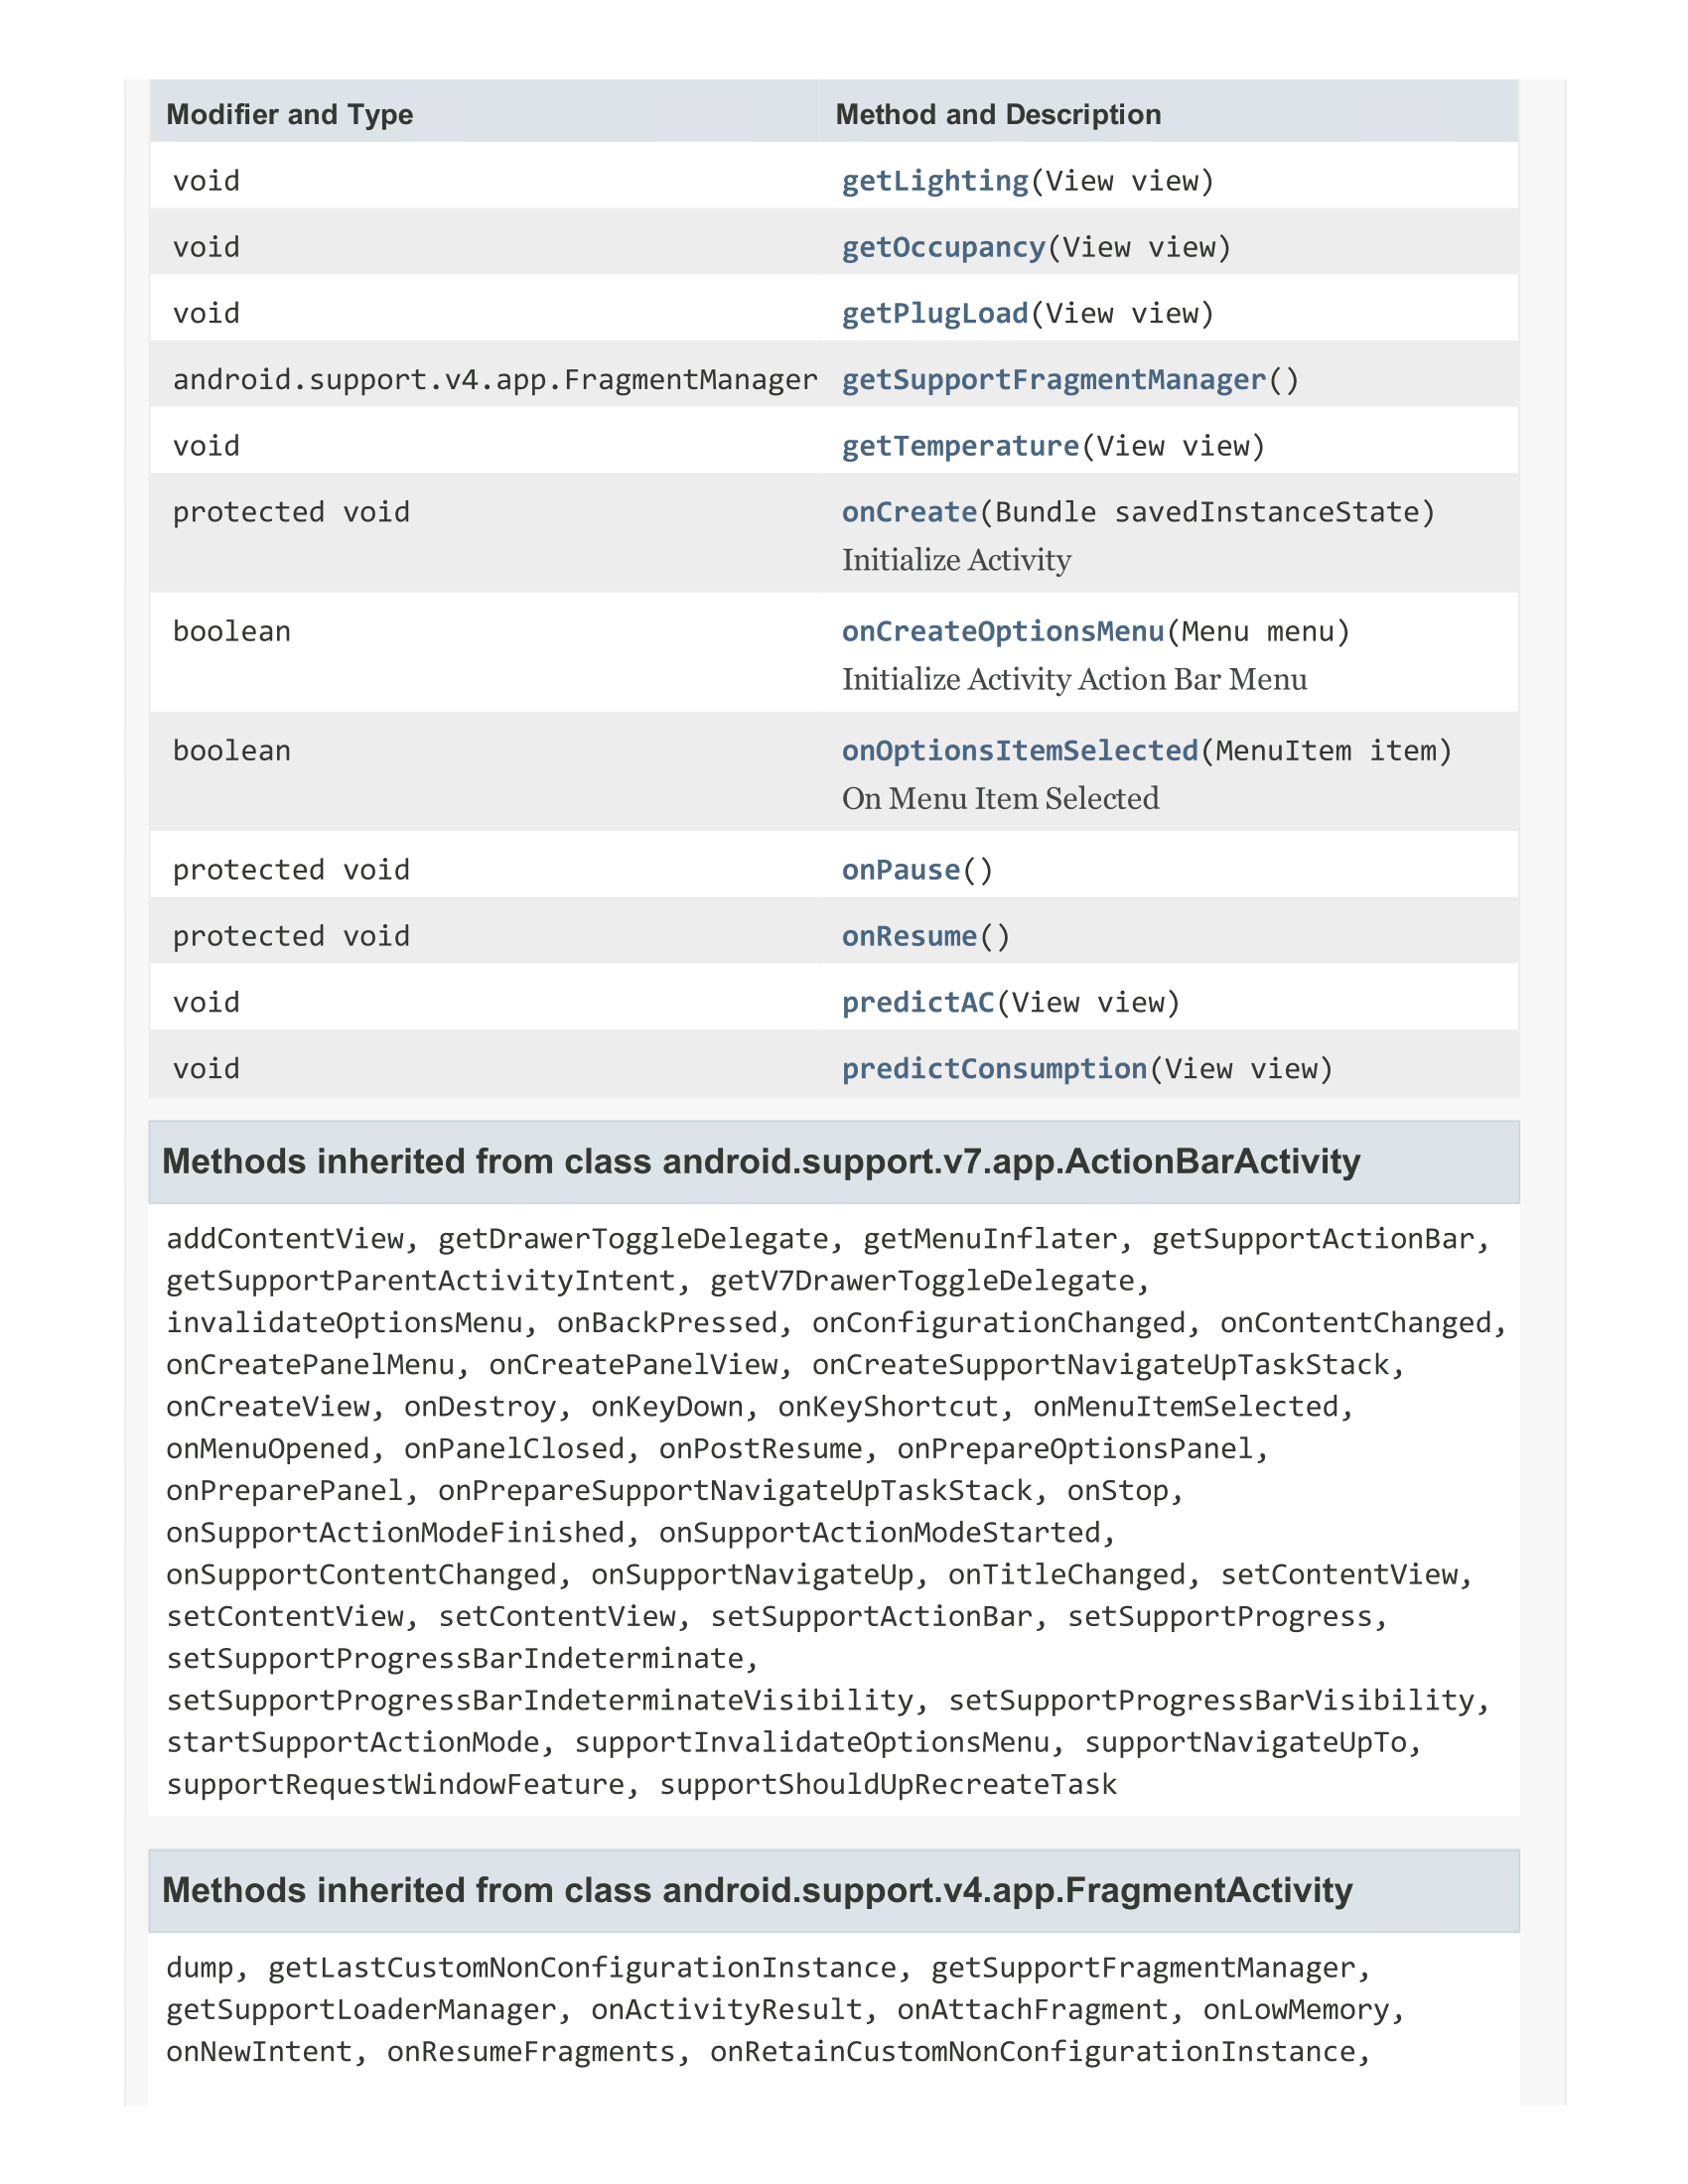 Modifier and Type Method and Description
void getLighting(View view)
void getOccupancy(View view)
void getPlugLoad(View view)
android.support.v4.app.FragmentManager getSupportFragmentManager()
void getTemperature(View view)
protected void onCreate(Bundle savedInstanceState)
Initialize Activity
boolean onCreateOptionsMenu(Menu menu)
Initialize Activity Action Bar Menu
boolean onOptionsItemSelected(MenuItem item)
On Menu Item Selected
protected void onPause()
protected void onResume()
void predictAC(View view)
void predictConsumption(View view)
Methods inherited from class android.support.v7.app.ActionBarActivity
addContentView, getDrawerToggleDelegate, getMenuInflater, getSupportActionBar,
getSupportParentActivityIntent, getV7DrawerToggleDelegate,
invalidateOptionsMenu, onBackPressed, onConfigurationChanged, onContentChanged,
onCreatePanelMenu, onCreatePanelView, onCreateSupportNavigateUpTaskStack,
onCreateView, onDestroy, onKeyDown, onKeyShortcut, onMenuItemSelected,
onMenuOpened, onPanelClosed, onPostResume, onPrepareOptionsPanel,
onPreparePanel, onPrepareSupportNavigateUpTaskStack, onStop,
onSupportActionModeFinished, onSupportActionModeStarted,
onSupportContentChanged, onSupportNavigateUp, onTitleChanged, setContentView,
setContentView, setContentView, setSupportActionBar, setSupportProgress,
setSupportProgressBarIndeterminate,
setSupportProgressBarIndeterminateVisibility, setSupportProgressBarVisibility,
startSupportActionMode, supportInvalidateOptionsMenu, supportNavigateUpTo,
supportRequestWindowFeature, supportShouldUpRecreateTask
Methods inherited from class android.support.v4.app.FragmentActivity
dump, getLastCustomNonConfigurationInstance, getSupportFragmentManager,
getSupportLoaderManager, onActivityResult, onAttachFragment, onLowMemory,
onNewIntent, onResumeFragments, onRetainCustomNonConfigurationInstance,